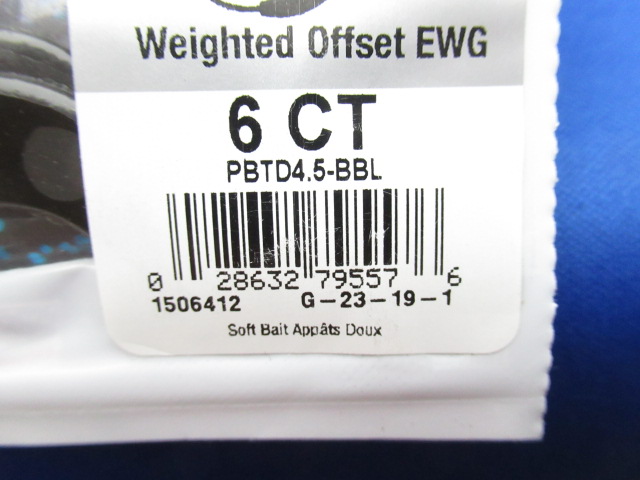 Weighted Offset EWG
6 CT
PBTD4.5-BBL
0 28632 79557 6
1506412 G-23-19-1
Soft Bait Appâts Doux